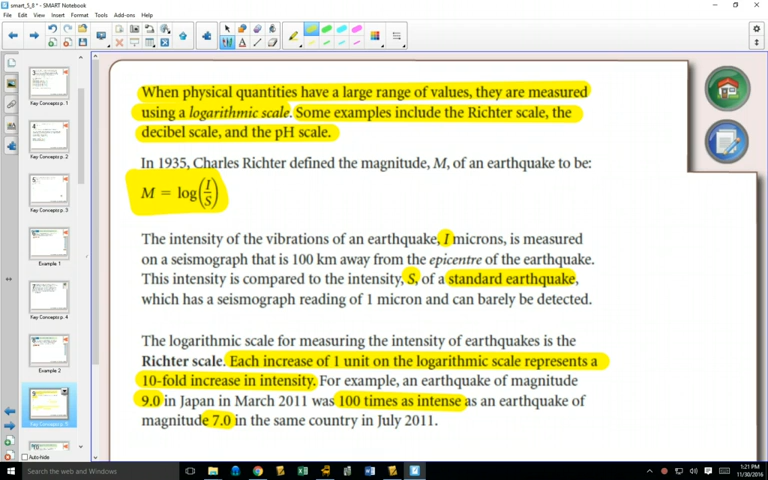 smart_5_8 * - SMART Notebook
File Edit View Insert Format Tools Add-ons Help
Key Concepts p. 1
Key Concepts p. 2
Key Concepts p. 3
Example 1
Key Concepts p. 4
Example 2
Auto-hide
When physical quantities have a large range of values, they are measured
using a logarithmic scale. Some examples include the Richter scale, the
decibel scale, and the pH scale.
In 1935, Charles Richter defined the magnitude, M, of an earthquake to be:
M = log(I/S)
The intensity of the vibrations of an earthquake, I microns, is measured
on a seismograph that is 100 km away from the epicentre of the earthquake.
This intensity is compared to the intensity, S, of a standard earthquake,
which has a seismograph reading of 1 micron and can barely be detected.
The logarithmic scale for measuring the intensity of earthquakes is the
Richter scale. Each increase of 1 unit on the logarithmic scale represents a
10-fold increase in intensity. For example, an earthquake of magnitude
9.0 in Japan in March 2011 was 100 times as intense as an earthquake of
magnitude 7.0 in the same country in July 2011.
Search the web and Windows
1:21 PM
11/30/2016